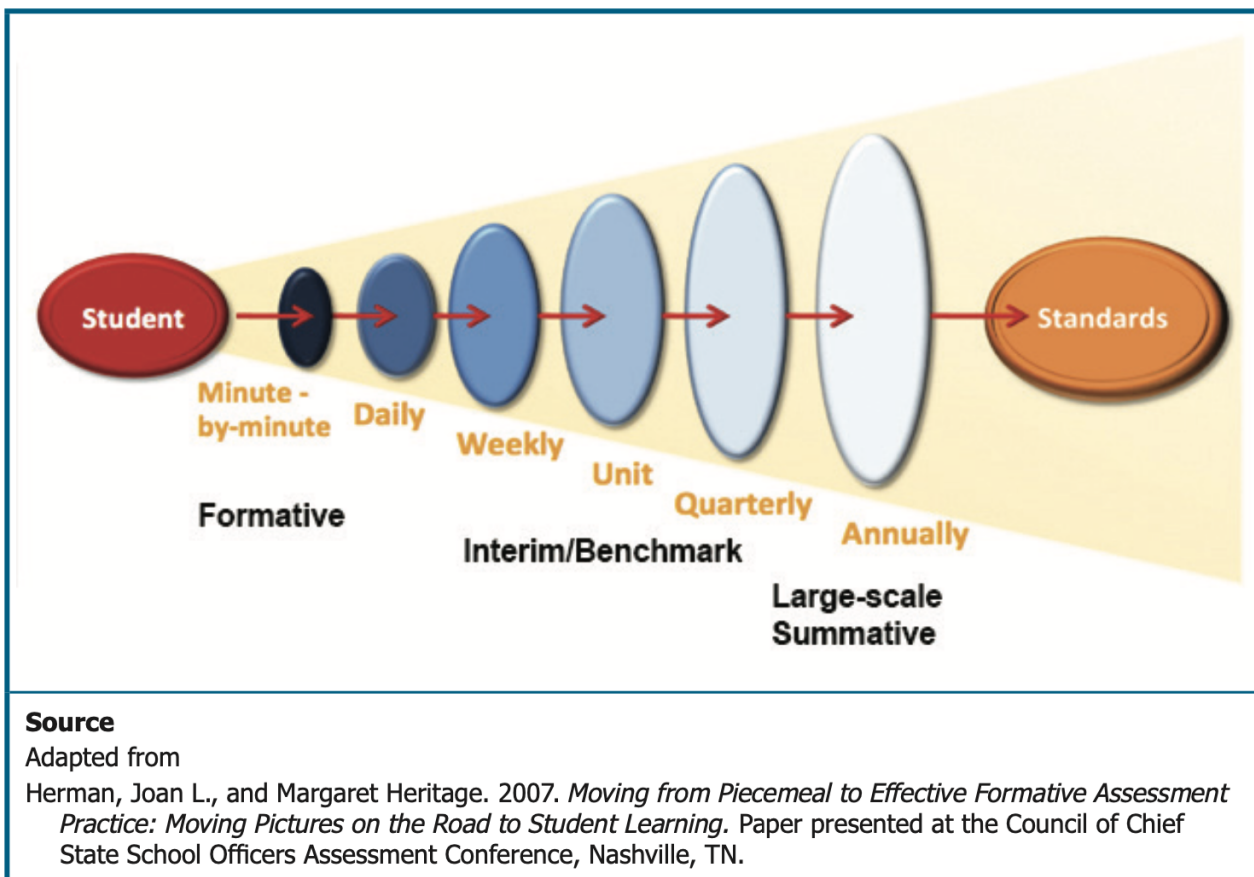 Student
Standards
Minute -
by-minute
Daily
Weekly
Unit
Quarterly
Annually
Formative
Interim/Benchmark
Large-scale
Summative
Source
Adapted from
Herman, Joan L., and Margaret Heritage. 2007. Moving from Piecemeal to Effective Formative Assessment
Practice: Moving Pictures on the Road to Student Learning. Paper presented at the Council of Chief
State School Officers Assessment Conference, Nashville, TN.